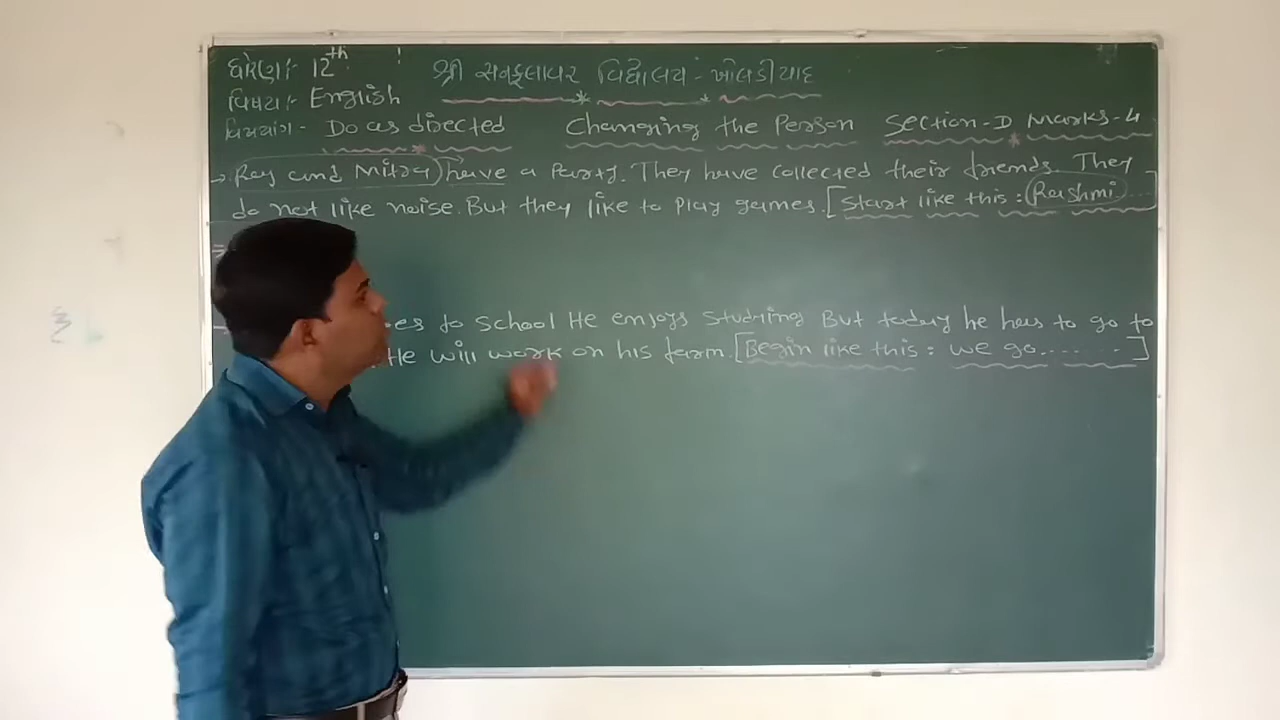 ધોરણ:- 12th
શ્રી સનફલાવર વિદ્યાલય:- ખોલડીયાદ
વિષય:- English
વિભાગ:- Do as directed Changing the Person Section-D Marks-4
→ Ray and Mitra have a Party. They have collected their friends. They
do not like noise. But they like to Play games. [Start like this: Rashmi......]
es to School He enjoys Studying But today he has to go to
. He will work on his farm. [Begin like this: we go........]